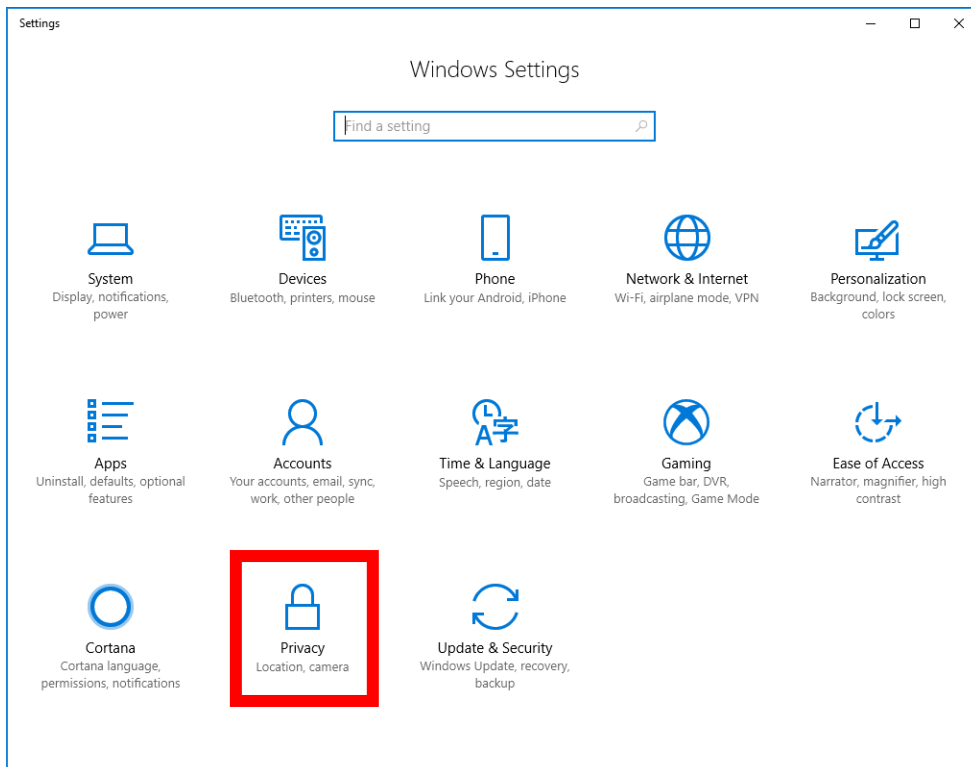 Settings
Windows Settings
Find a setting
System
Display, notifications,
power
Devices
Bluetooth, printers, mouse
Phone
Link your Android, iPhone
Network & Internet
Wi-Fi, airplane mode, VPN
Personalization
Background, lock screen,
colors
Apps
Uninstall, defaults, optional
features
Accounts
Your accounts, email, sync,
work, other people
A字
Time & Language
Speech, region, date
Gaming
Game bar, DVR,
broadcasting, Game Mode
Ease of Access
Narrator, magnifier, high
contrast
Cortana
Cortana language,
permissions, notifications
Privacy
Location, camera
Update & Security
Windows Update, recovery,
backup